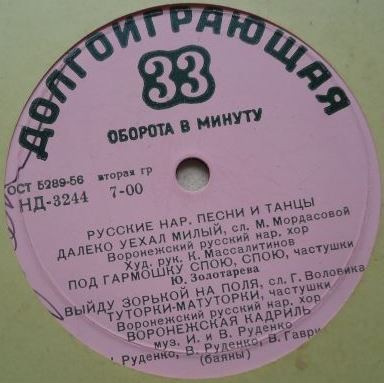 ДОЛГОИГРАЮЩАЯ
33
ОБОРОТА В МИНУТУ
ОСТ 5289-56 вторая гр
НД-3244 7-00
РУССКИЕ НАР. ПЕСНИ И ТАНЦЫ
ДАЛЕКО УЕХАЛ МИЛЫЙ, сл. М. Мордасовой
Воронежский русский нар. хор
Худ. рук. К. Массалитинов
ПОД ГАРМОШКУ СПОЮ, СПОЮ, частушки
Ю. Золотарева
ВЫЙДУ ЗОРЬКОЙ НА ПОЛЯ, сл. Г. Воловика
ТУТОРКИ-МАТУТОРКИ, частушки
Воронежский русский нар. хор
ВОРОНЕЖСКАЯ КАДРИЛЬ
муз. И. и В. Руденко
Руденко, В. Руденко, В. Гаври
(баяны)